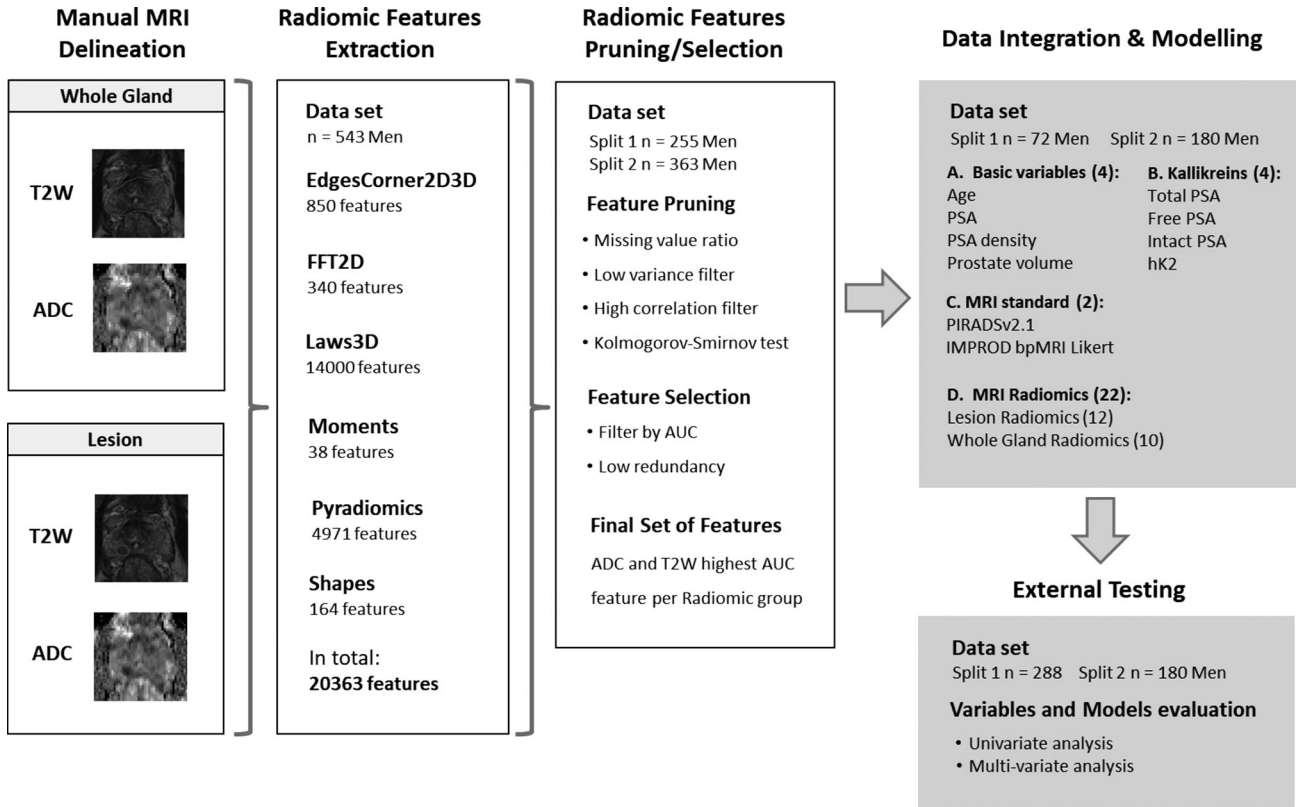 Manual MRI
Delineation
Whole Gland
T2W
ADC
Lesion
T2W
ADC
Radiomic Features
Extraction
Data set
n = 543 Men
EdgesCorner2D3D
850 features
FFT2D
340 features
Laws3D
14000 features
Moments
38 features
Pyradiomics
4971 features
Shapes
164 features
In total:
20363 features
Radiomic Features
Pruning/Selection
Data set
Split 1 n = 255 Men
Split 2 n = 363 Men
Feature Pruning
• Missing value ratio
• Low variance filter
• High correlation filter
• Kolmogorov-Smirnov test
Feature Selection
• Filter by AUC
• Low redundancy
Final Set of Features
ADC and T2W highest AUC
feature per Radiomic group
Data Integration & Modelling
Data set
Split 1 n = 72 Men Split 2 n = 180 Men
A. Basic variables (4):
Age
PSA
PSA density
Prostate volume
B. Kallikreins (4):
Total PSA
Free PSA
Intact PSA
hK2
C. MRI standard (2):
PIRADSv2.1
IMPROD bpMRI Likert
D. MRI Radiomics (22):
Lesion Radiomics (12)
Whole Gland Radiomics (10)
External Testing
Data set
Split 1 n = 288 Split 2 n = 180 Men
Variables and Models evaluation
• Univariate analysis
• Multi-variate analysis